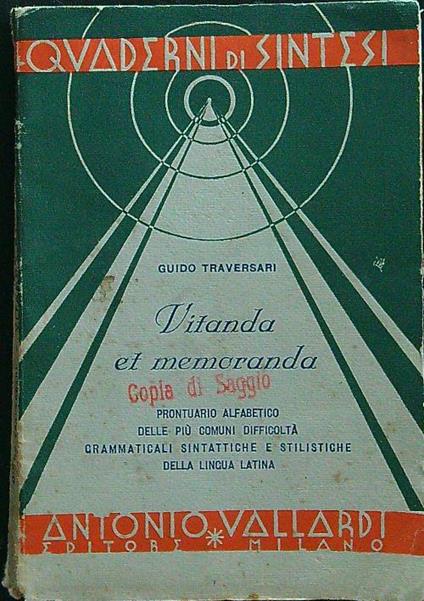 QVADERNI DI SINTESI
GUIDO TRAVERSARI
Vitanda
et memoranda
Copia di Saggio
PRONTUARIO ALFABETICO
DELLE PIÙ COMUNI DIFFICOLTÀ
GRAMMATICALI SINTATTICHE E STILISTICHE
DELLA LINGUA LATINA
ANTONIO VALLARDI
EDITORE * MILANO